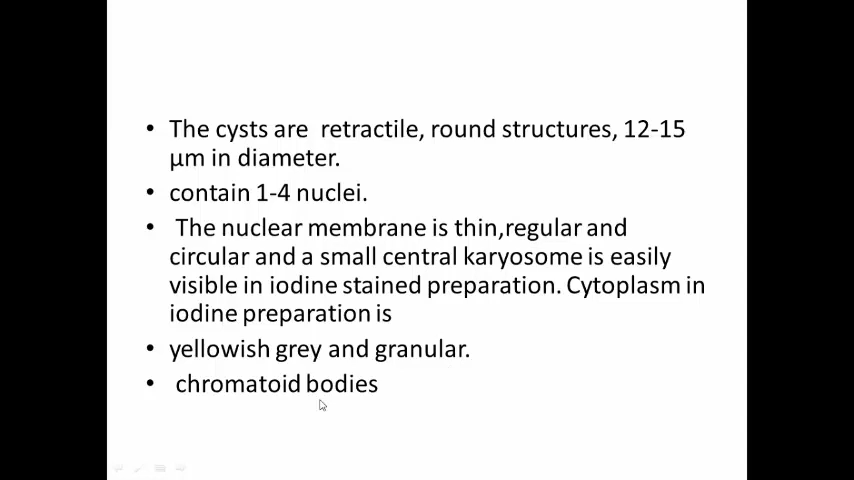 • The cysts are  retractile, round structures, 12-15
µm in diameter.
• contain 1-4 nuclei.
•  The nuclear membrane is thin,regular and
circular and a small central karyosome is easily
visible in iodine stained preparation. Cytoplasm in
iodine preparation is
• yellowish grey and granular.
•  chromatoid bodies